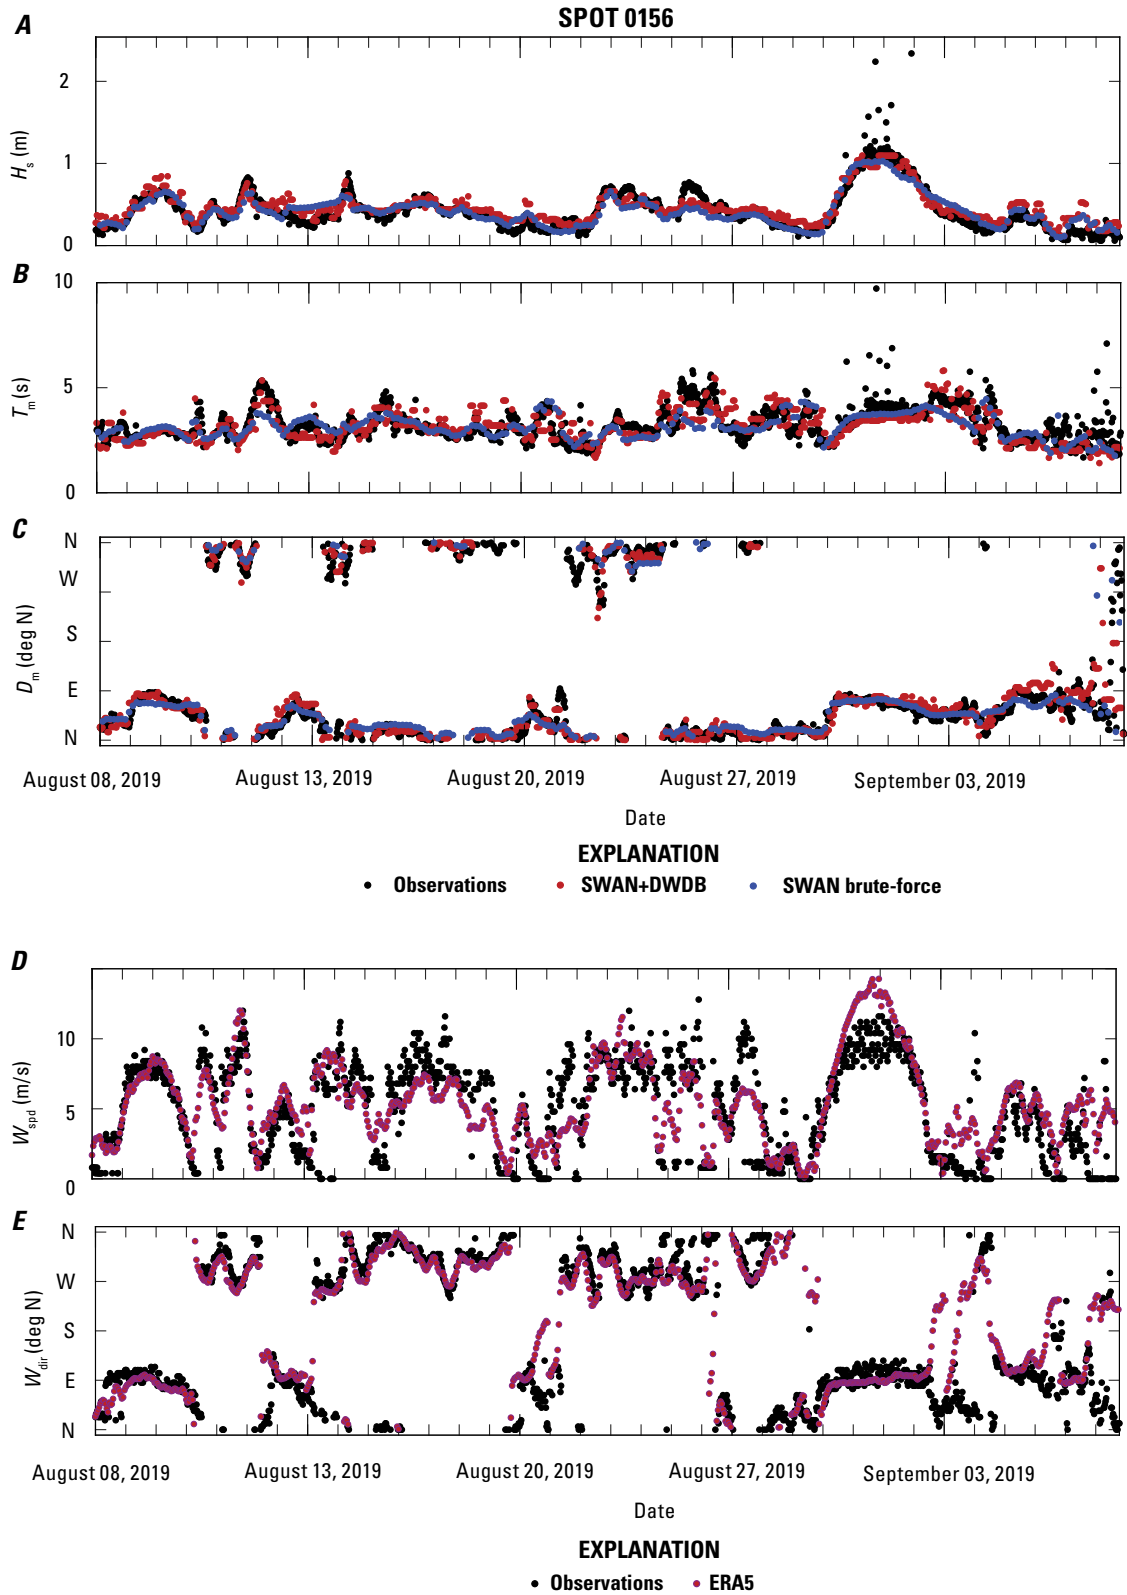 SPOT 0156
A
2
1
0
Hs (m)
B
10
5
0
Tm (s)
C
N
W
S
E
N
Dm (deg N)
August 08, 2019 August 13, 2019 August 20, 2019 August 27, 2019 September 03, 2019
Date
EXPLANATION
Observations SWAN+DWDB SWAN brute-force
D
10
5
0
Wspd (m/s)
E
N
W
S
E
N
Wdir (deg N)
August 08, 2019 August 13, 2019 August 20, 2019 August 27, 2019 September 03, 2019
Date
EXPLANATION
Observations ERA5